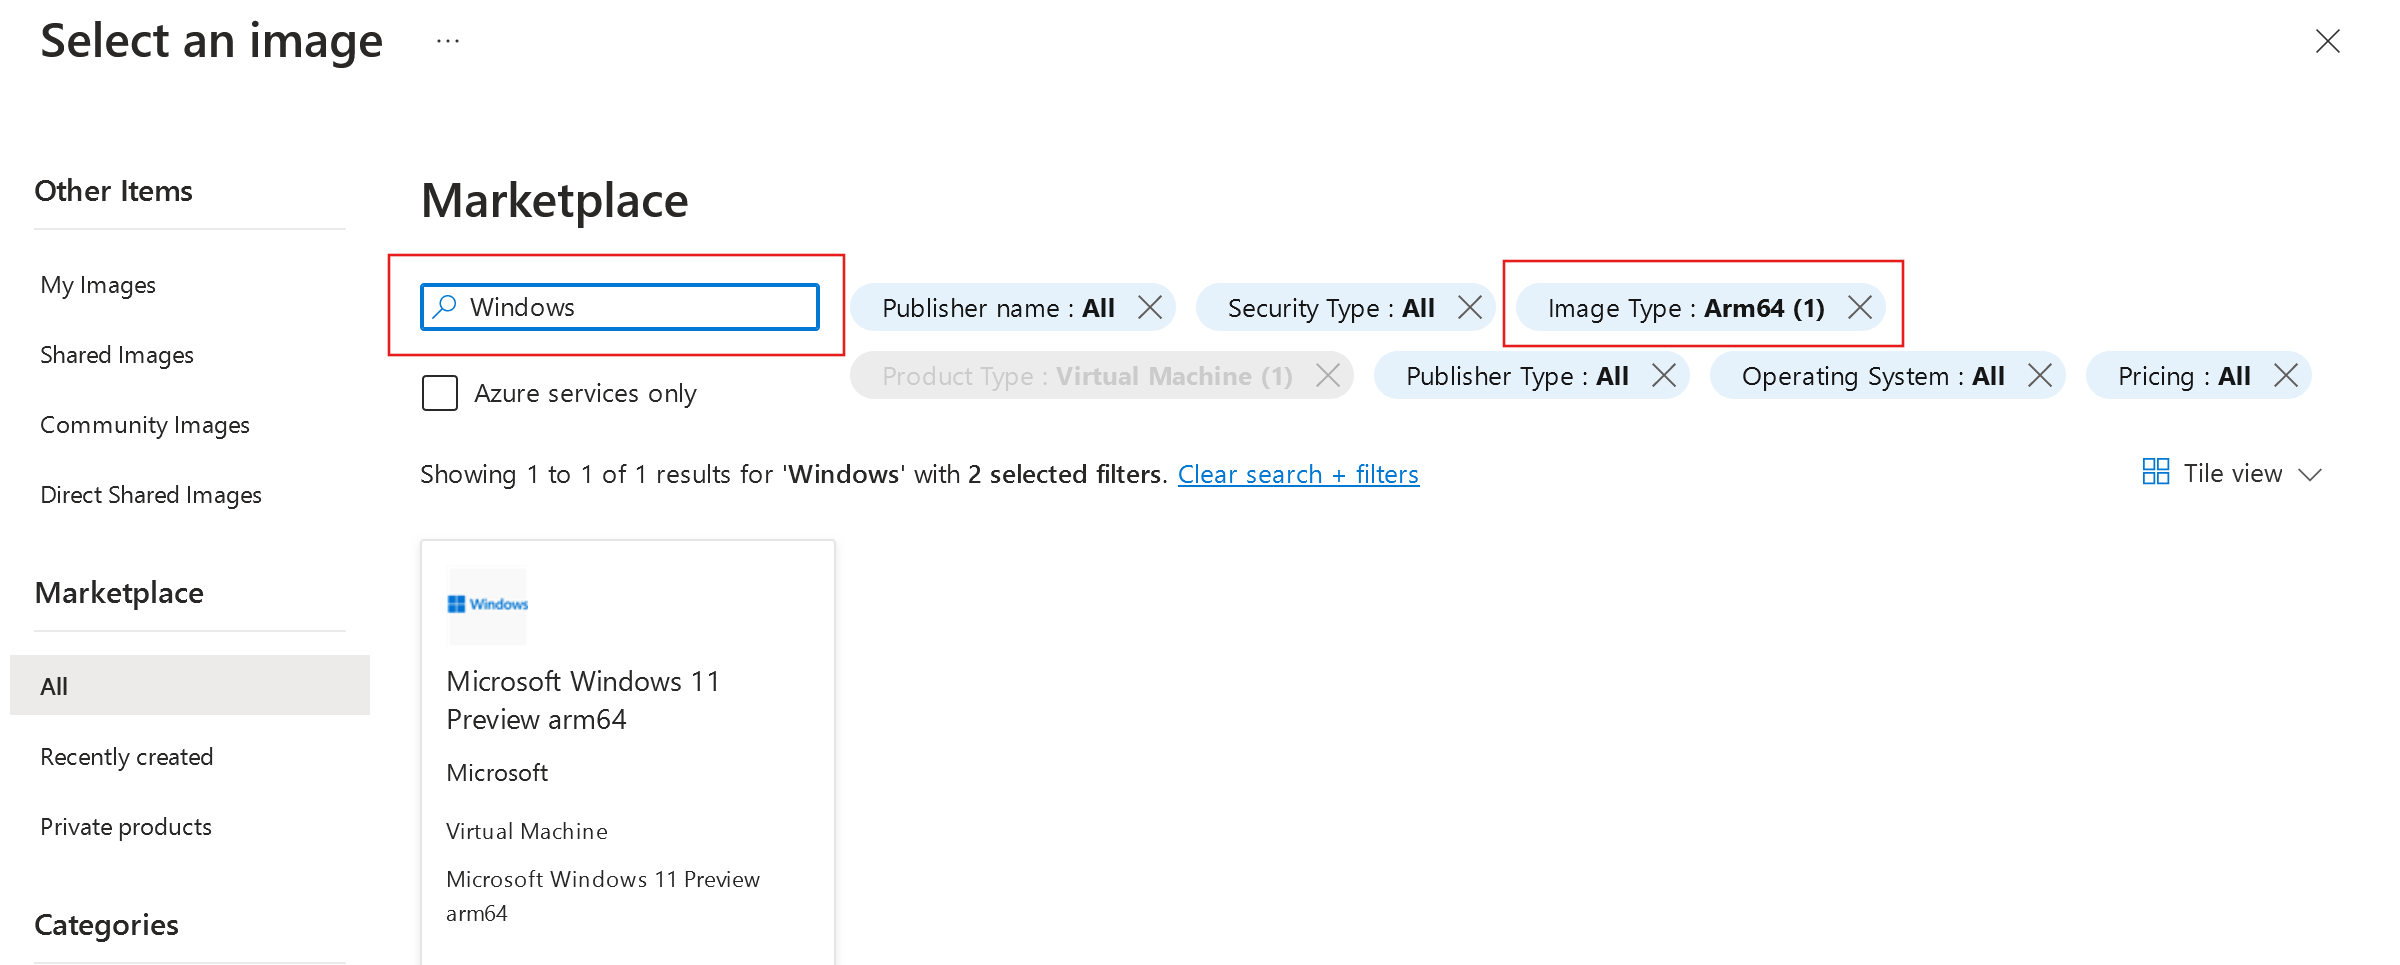 Select an image ...
Other Items
My Images
Shared Images
Community Images
Direct Shared Images
Marketplace
All
Recently created
Private products
Categories
Marketplace
Windows
Publisher name : All
Security Type : All
Image Type : Arm64 (1)
Azure services only
Product Type : Virtual Machine (1)
Publisher Type : All
Operating System : All
Pricing : All
Showing 1 to 1 of 1 results for 'Windows' with 2 selected filters. Clear search + filters
Tile view
Windows
Microsoft Windows 11
Preview arm64
Microsoft
Virtual Machine
Microsoft Windows 11 Preview
arm64